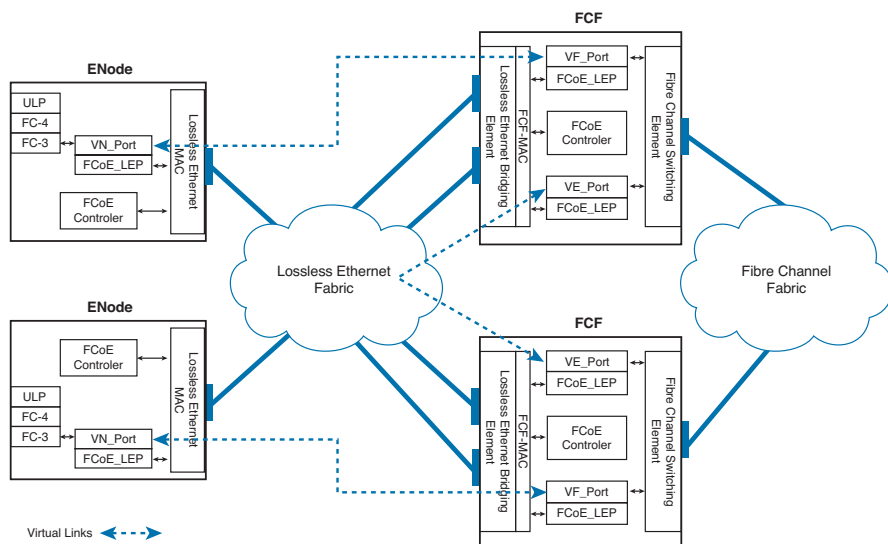 FCF
ENode
ULP
FC-4
FC-3
VN_Port
FCoE_LEP
FCoE
Controler
Lossless Ethernet
MAC
Lossless Ethernet Bridging
Element
FCF-MAC
VF_Port
FCoE_LEP
FCoE
Controler
VE_Port
FCoE_LEP
Fibre Channel Switching
Element
Lossless Ethernet
Fabric
Fibre Channel
Fabric
ENode
FCoE
Controler
ULP
FC-4
FC-3
VN_Port
FCoE_LEP
Lossless Ethernet
MAC
FCF
Lossless Ethernet Bridging
Element
FCF-MAC
VE_Port
FCoE_LEP
FCoE
Controler
VF_Port
FCoE_LEP
Fibre Channel Switching
Element
Virtual Links